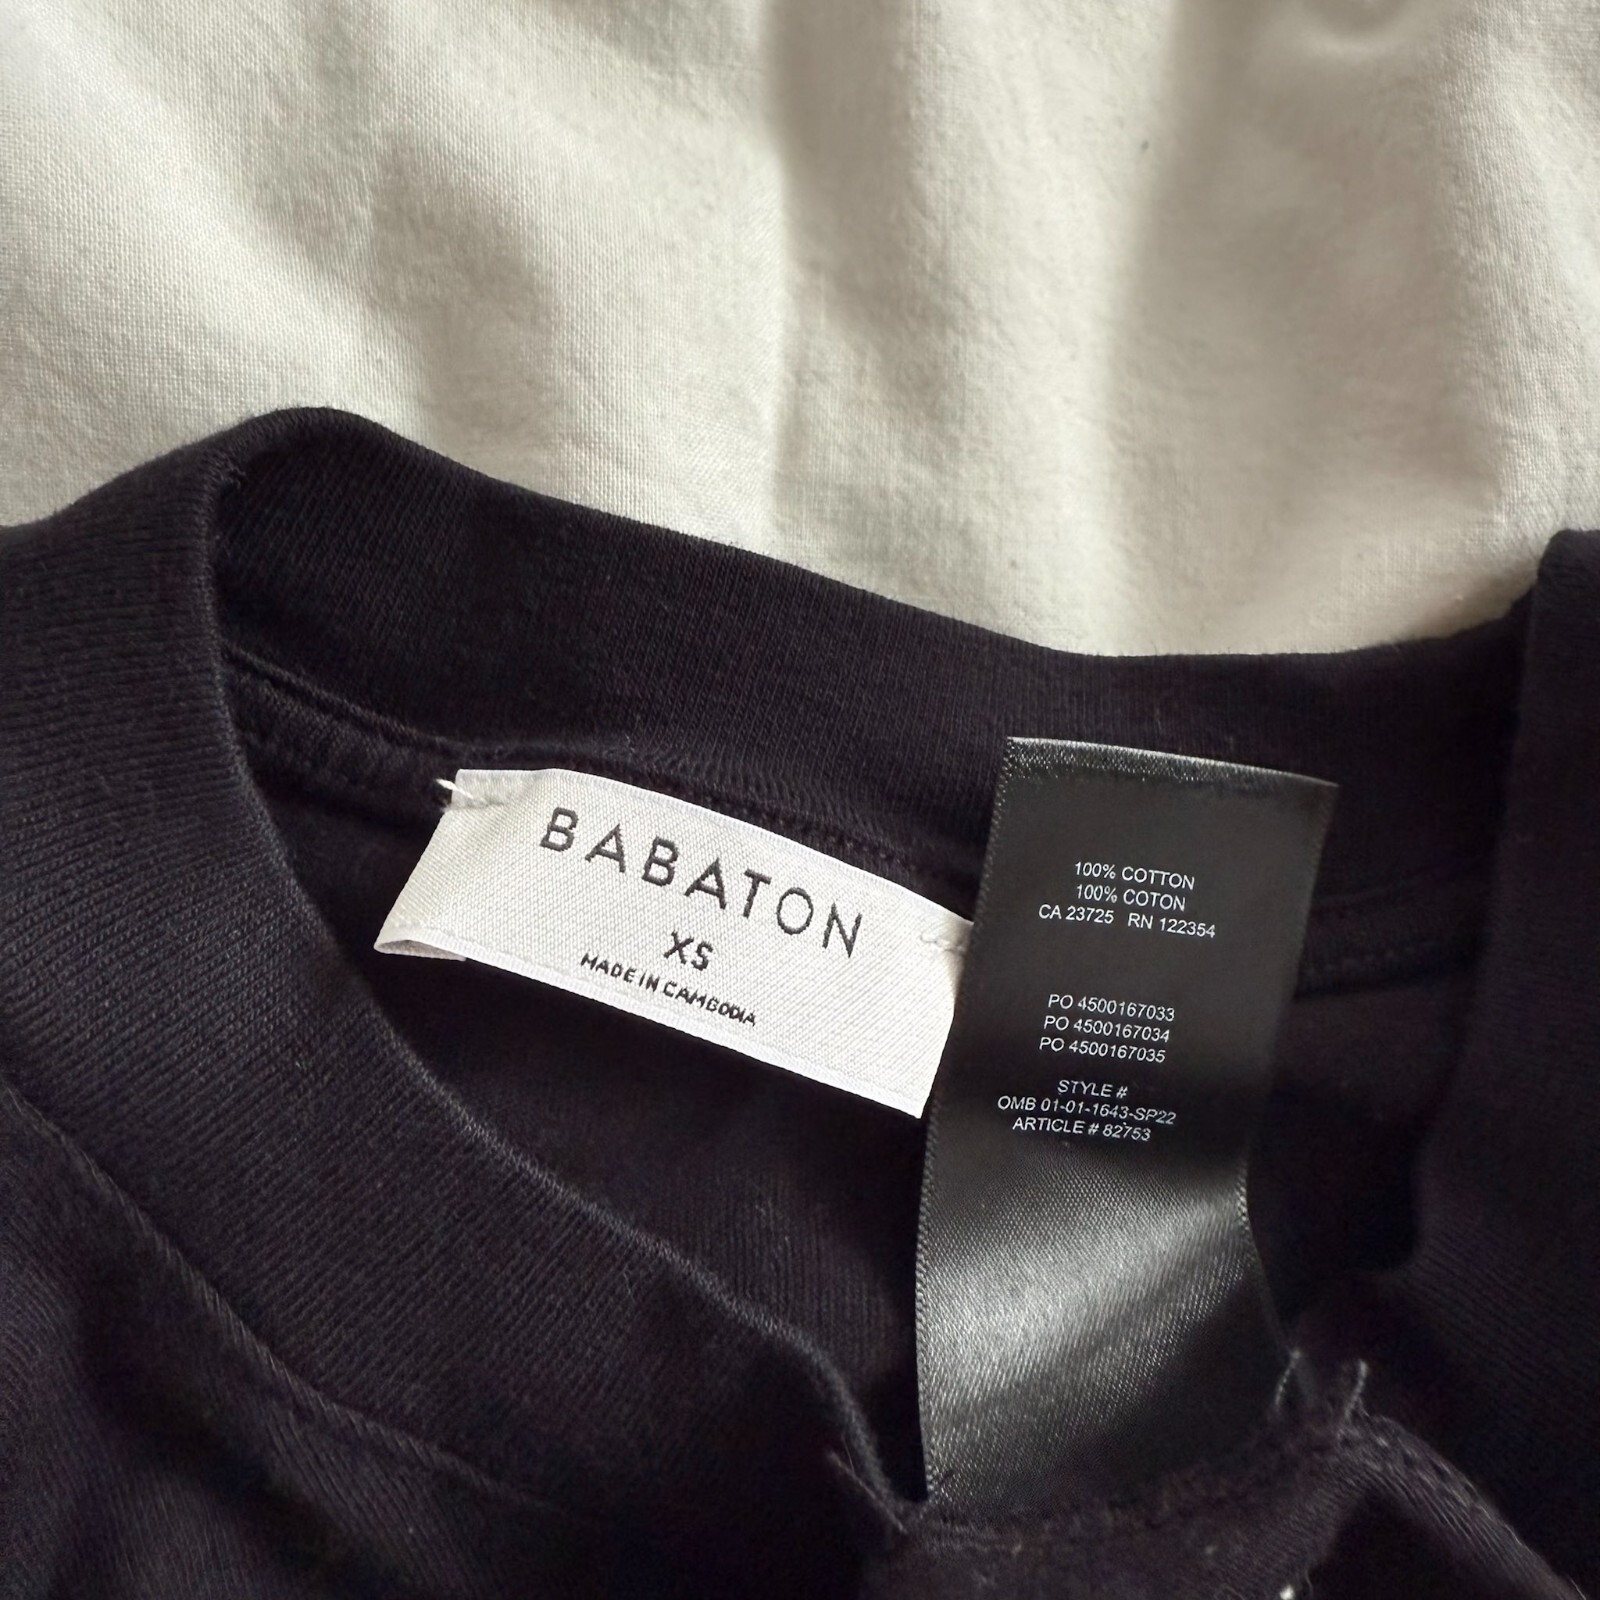 BABATON
XS
MADE IN CAMBODIA
100% COTTON
100% COTON
CA 23725 RN 122354
PO 4500167033
PO 4500167034
PO 4500167035
STYLE #
OMB 01-01-1643-SP22
ARTICLE # 82753